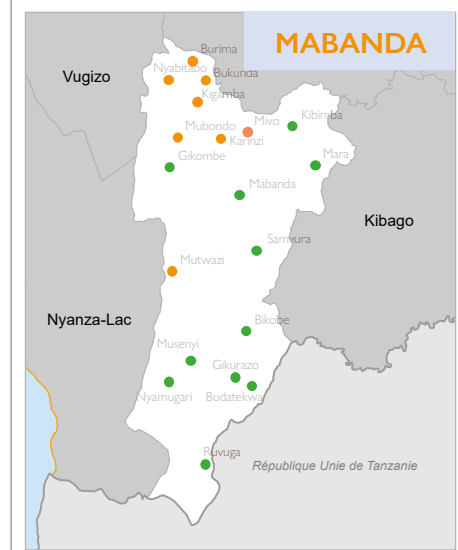 MABANDA
Burima
Vugizo
Nyabitabo
Bukunda
Kigamba
Mubondo
Mivo
Kibimba
Karinzi
Gikombe
Mara
Mabanda
Kibago
Samvura
Mutwazi
Nyanza-Lac
Bikobe
Musenyi
Gikurazo
Nyamugari
Budatekwa
Ruvuga
République Unie de Tanzanie